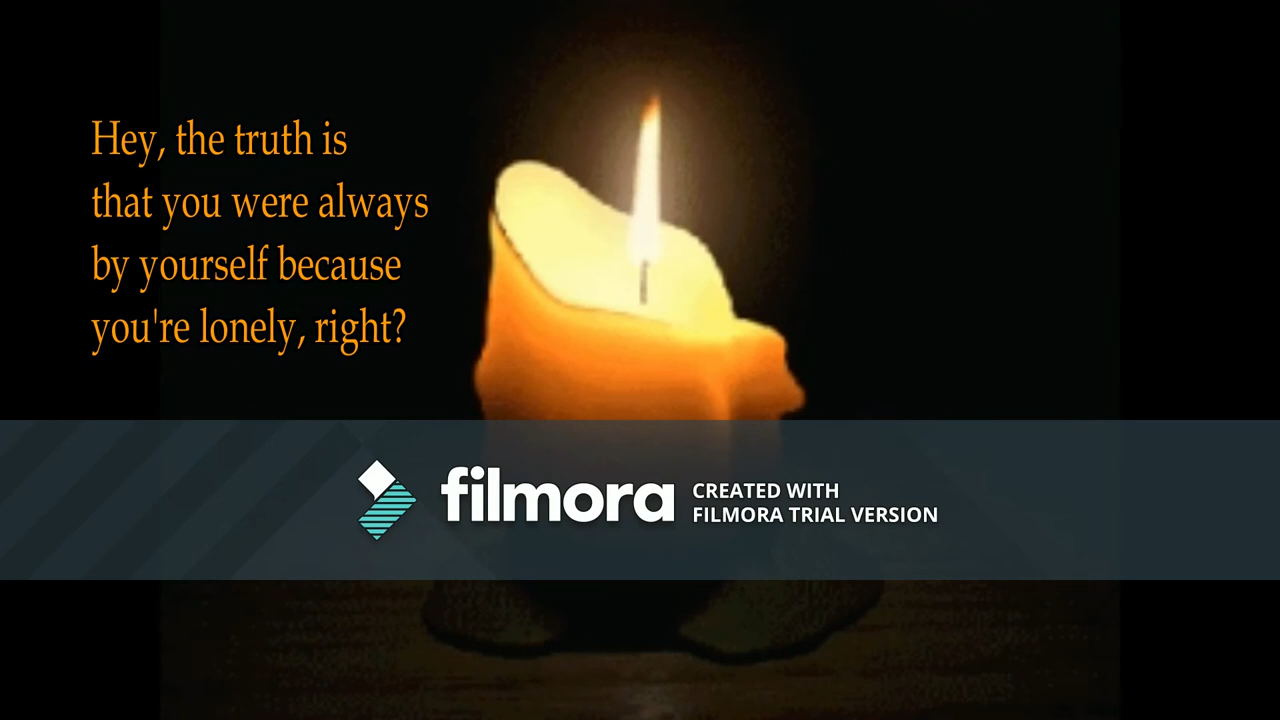 Hey, the truth is
that you were always
by yourself because
you're lonely, right?
filmora
CREATED WITH
FILMORA TRIAL VERSION